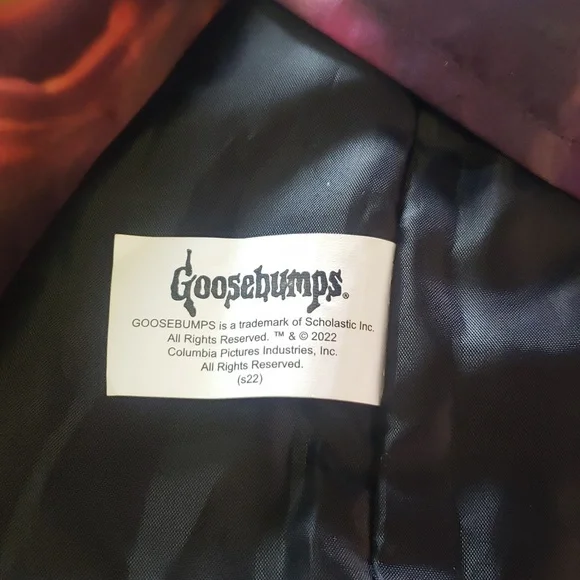 Goosebumps®
GOOSEBUMPS is a trademark of Scholastic Inc.
All Rights Reserved. ™ & © 2022
Columbia Pictures Industries, Inc.
All Rights Reserved.
(s22)